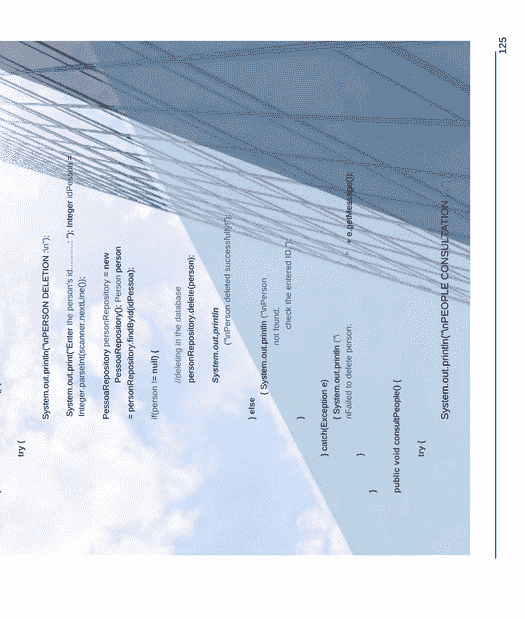 try {
System.out.println("\nPERSON DELETION :\n");
System.out.print("Enter the person's id...........: "); Integer idPessoa =
Integer.parseInt(scanner.nextLine());
PessoaRepository personRepository = new
PessoaRepository(); Person person
= personRepository.findById(idPessoa);
if(person != null) {
//deleting in the database
personRepository.delete(person);
System.out.println
("\nPerson deleted successfully!");
} else
{ System.out.println ("\nPerson
not found,
check the entered ID.");
}
} catch(Exception e)
{ System.out.println ("\
nFailed to delete person:
" + e.getMessage());
}
}
public void consultPeople() {
try {
System.out.println("\nPEOPLE CONSULTATION :
125